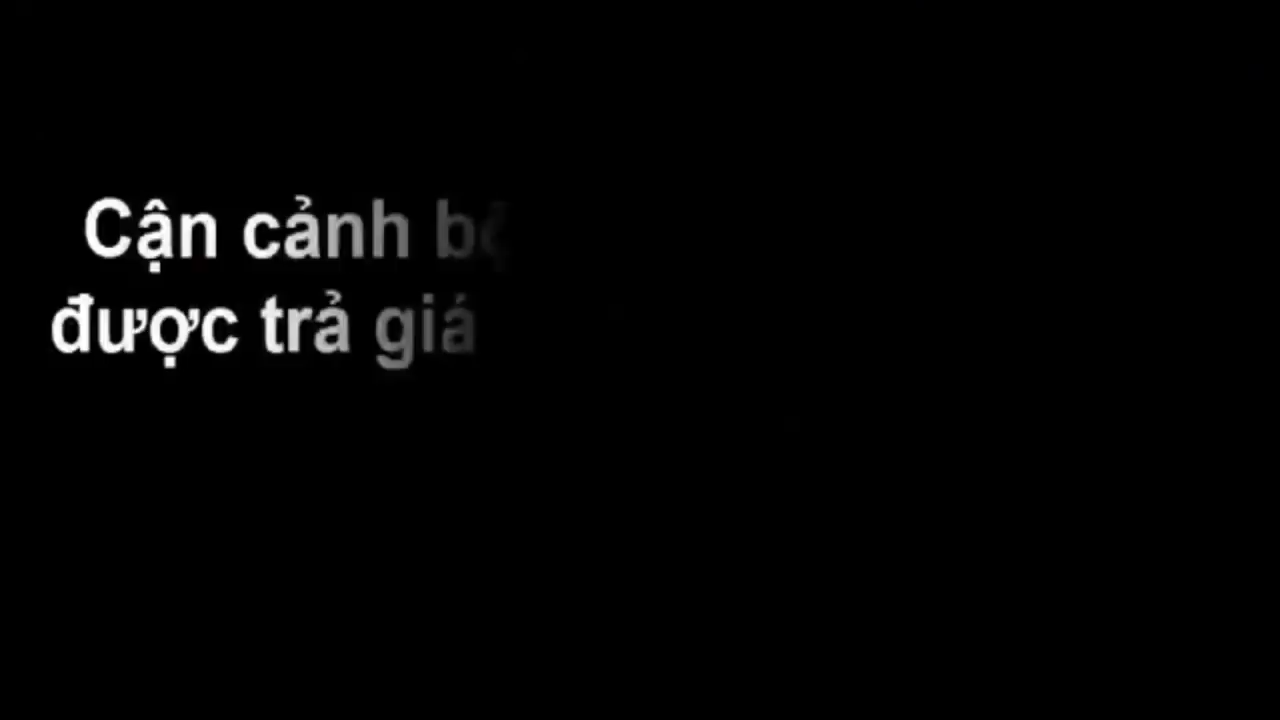 Cận cảnh
được trả giá